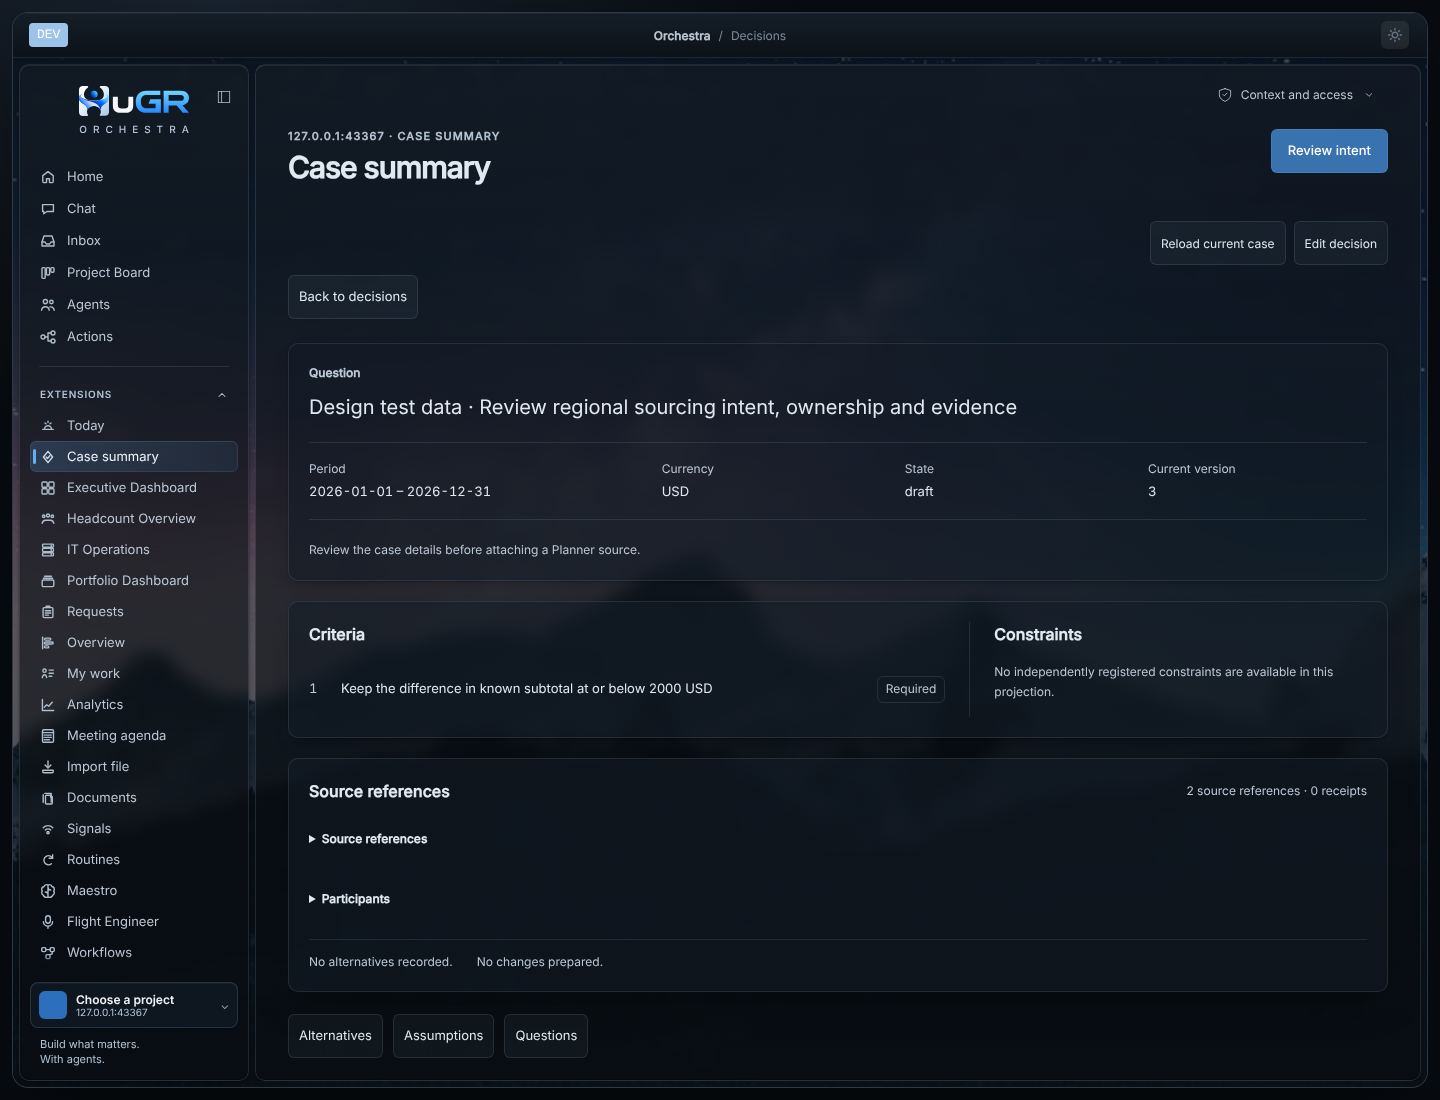 DEV
Orchestra / Decisions
HuGR
ORCHESTRA
Home
Chat
Inbox
Project Board
Agents
Actions
EXTENSIONS
Today
Case summary
Executive Dashboard
Headcount Overview
IT Operations
Portfolio Dashboard
Requests
Overview
My work
Analytics
Meeting agenda
Import file
Documents
Signals
Routines
Maestro
Flight Engineer
Workflows
Choose a project
127.0.0.1:43367
Build what matters.
With agents.
Context and access
127.0.0.1:43367 · CASE SUMMARY
Case summary
Review intent
Reload current case
Edit decision
Back to decisions
Question
Design test data · Review regional sourcing intent, ownership and evidence
Period Currency State Current version
2026-01-01 – 2026-12-31 USD draft 3
Review the case details before attaching a Planner source.
Criteria
1 Keep the difference in known subtotal at or below 2000 USD Required
Constraints
No independently registered constraints are available in this
projection.
Source references 2 source references · 0 receipts
Source references
Participants
No alternatives recorded. No changes prepared.
Alternatives Assumptions Questions